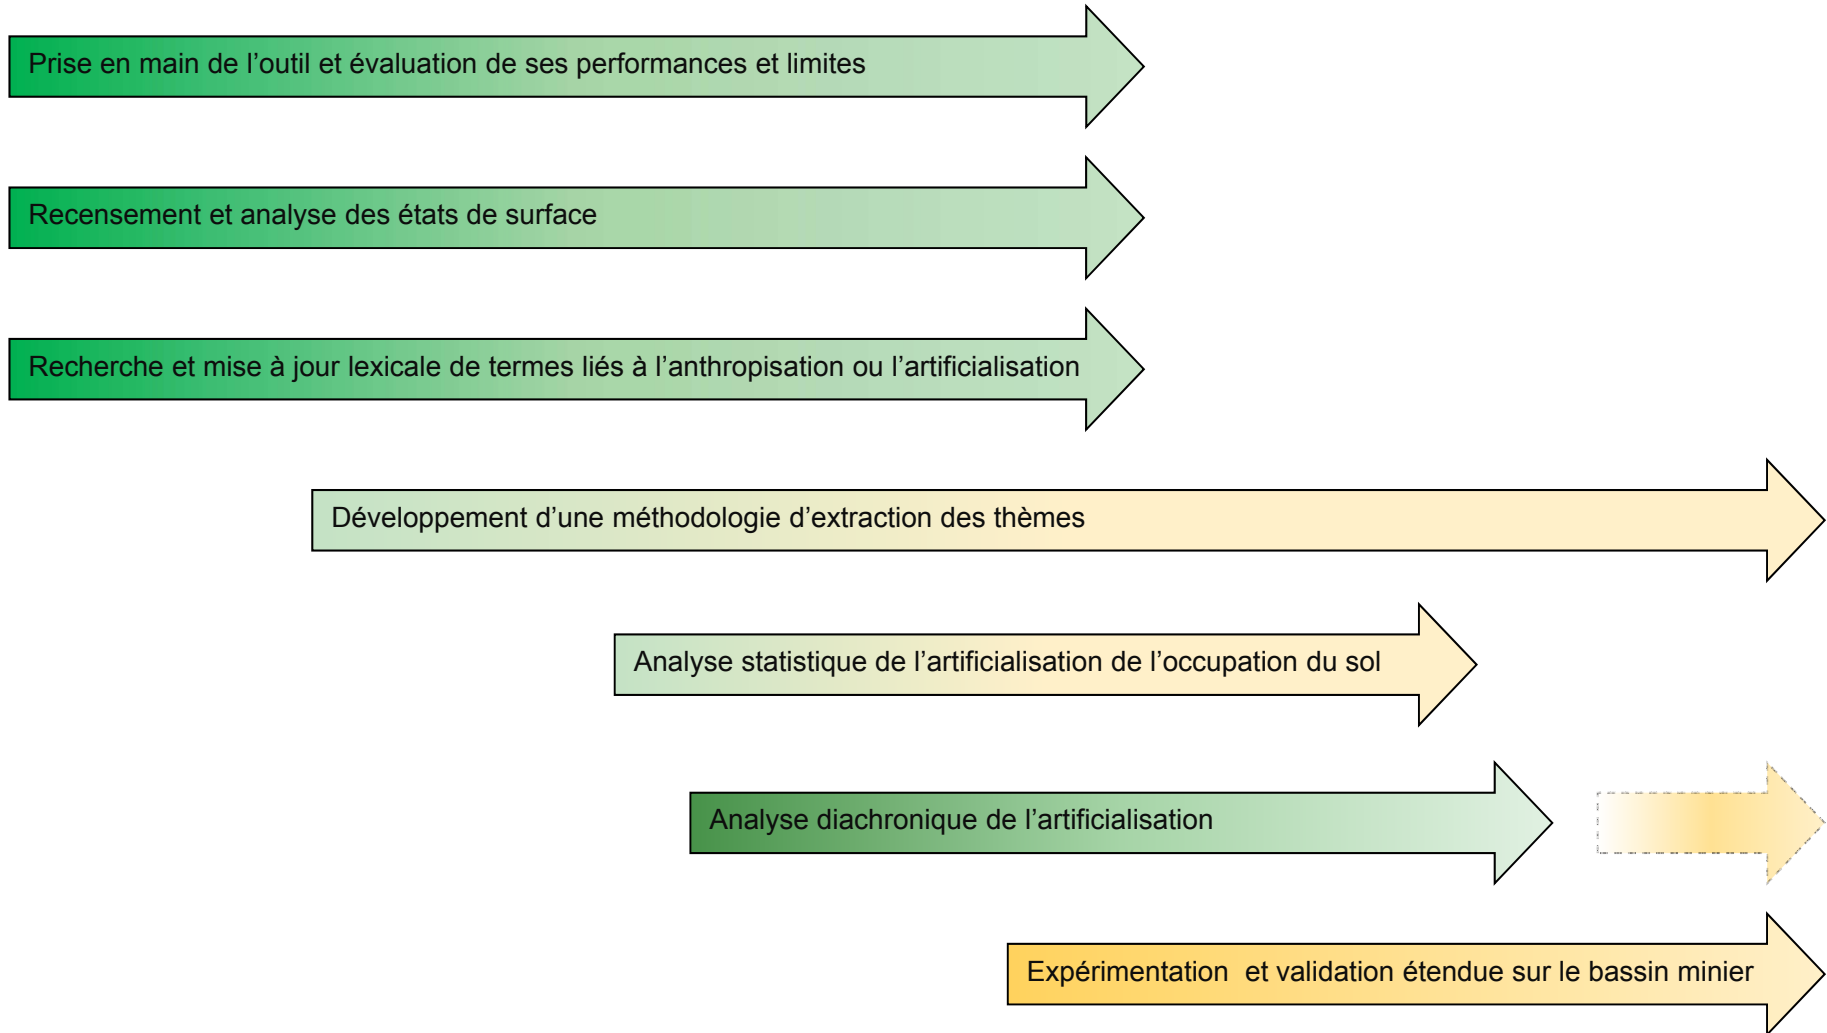 Prise en main de l’outil et évaluation de ses performances et limites
Recensement et analyse des états de surface
Recherche et mise à jour lexicale de termes liés à l’anthropisation ou l’artificialisation
Développement d’une méthodologie d’extraction des thèmes
Analyse statistique de l’artificialisation de l’occupation du sol
Analyse diachronique de l’artificialisation
Expérimentation  et validation étendue sur le bassin minier